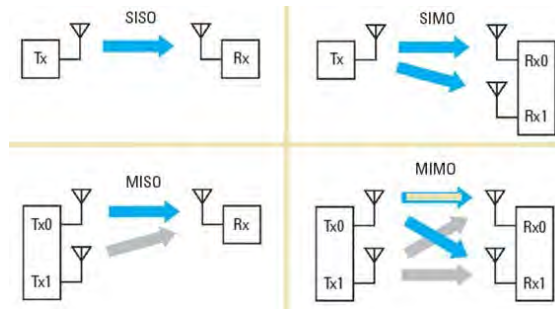 SISO
Tx
Rx
SIMO
Tx
Rx0
Rx1
MISO
Tx0
Tx1
Rx
MIMO
Tx0
Tx1
Rx0
Rx1